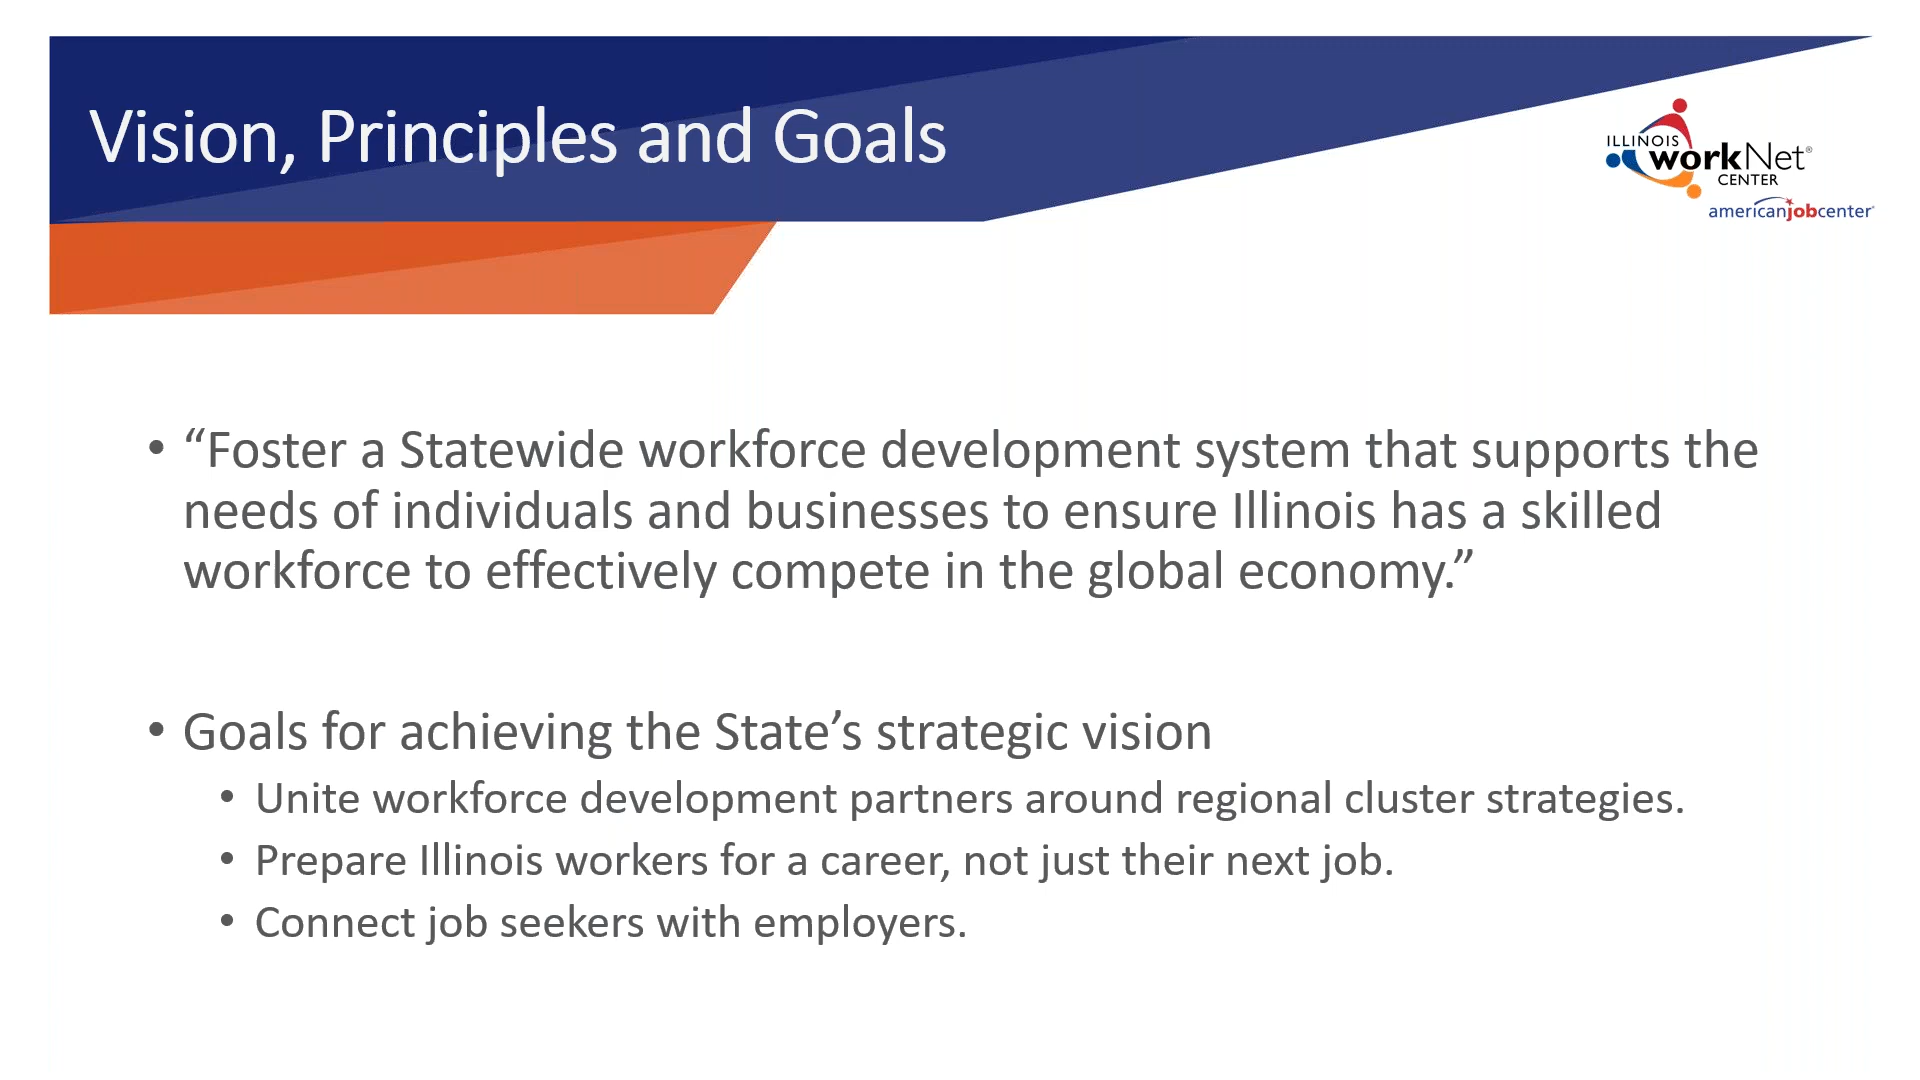 Vision, Principles and Goals
ILLINOIS
workNet®
CENTER
americanjobcenter®
• “Foster a Statewide workforce development system that supports the
needs of individuals and businesses to ensure Illinois has a skilled
workforce to effectively compete in the global economy.”
• Goals for achieving the State’s strategic vision
• Unite workforce development partners around regional cluster strategies.
• Prepare Illinois workers for a career, not just their next job.
• Connect job seekers with employers.